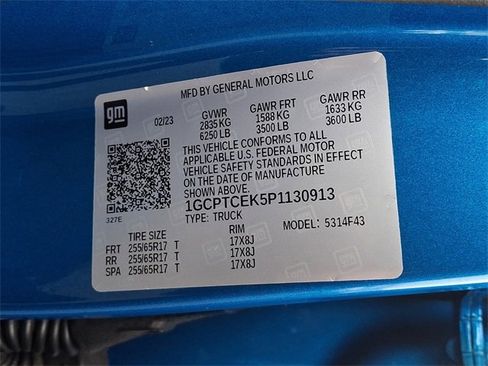 MFD BY GENERAL MOTORS LLC
gm
02/23 GVWR GAWR FRT GAWR RR
2835 KG 1588 KG 1633 KG
6250 LB 3500 LB 3600 LB
THIS VEHICLE CONFORMS TO ALL
APPLICABLE U.S. FEDERAL MOTOR
VEHICLE SAFETY STANDARDS IN EFFECT
ON THE DATE OF MANUFACTURE
SHOWN ABOVE.
1GCPTCEK5P1130913
327E TYPE: TRUCK
TIRE SIZE RIM MODEL: 5314F43
FRT 255/65R17 T 17X8J
RR 255/65R17 T 17X8J
SPA 255/65R17 T 17X8J